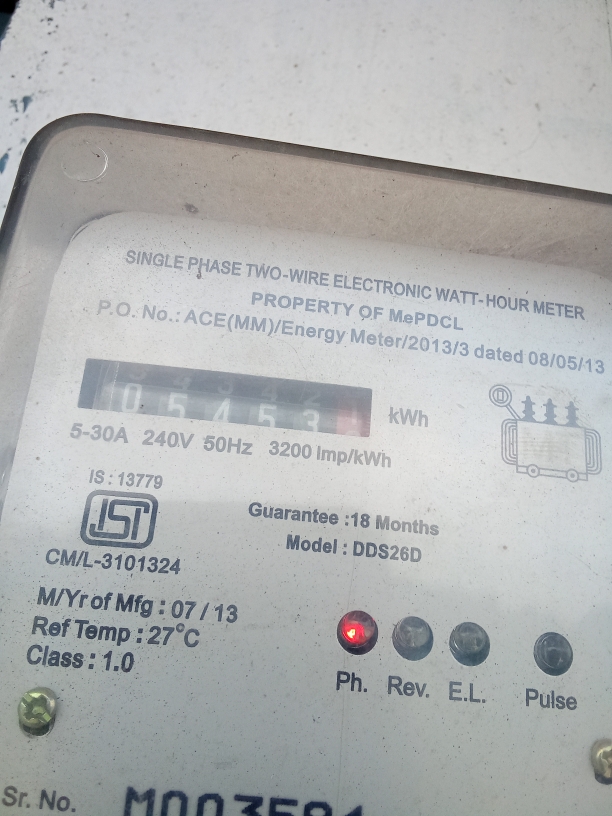 SINGLE PHASE TWO-WIRE ELECTRONIC WATT-HOUR METER
PROPERTY OF MePDCL
P.O. No.: ACE(MM)/Energy Meter/2013/3 dated 08/05/13
05453 kWh
5-30A 240V 50Hz 3200 Imp/kWh
IS : 13779
ISI
CM/L-3101324
Guarantee :18 Months
Model : DDS26D
M/Yr of Mfg : 07 / 13
Ref Temp : 27°C
Class : 1.0
Ph. Rev. E.L. Pulse
Sr. No.